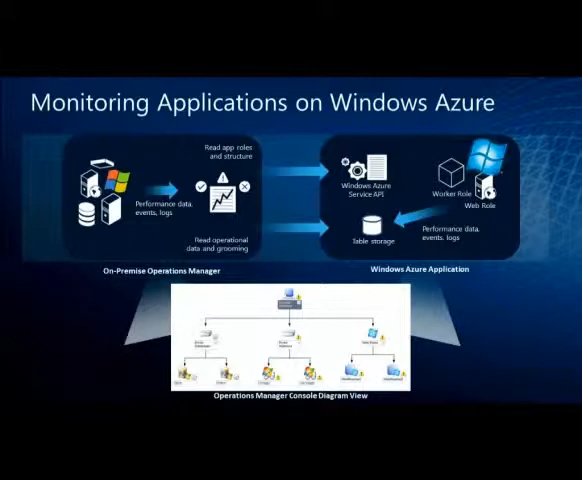 Monitoring Applications on Windows Azure
Read app roles
and structure
Performance data,
events, logs
Read operational
data and grooming
Windows Azure
Service API
Worker Role
Web Role
Table storage
Performance data,
events, logs
On-Premise Operations Manager
Windows Azure Application
Operations Manager Console Diagram View